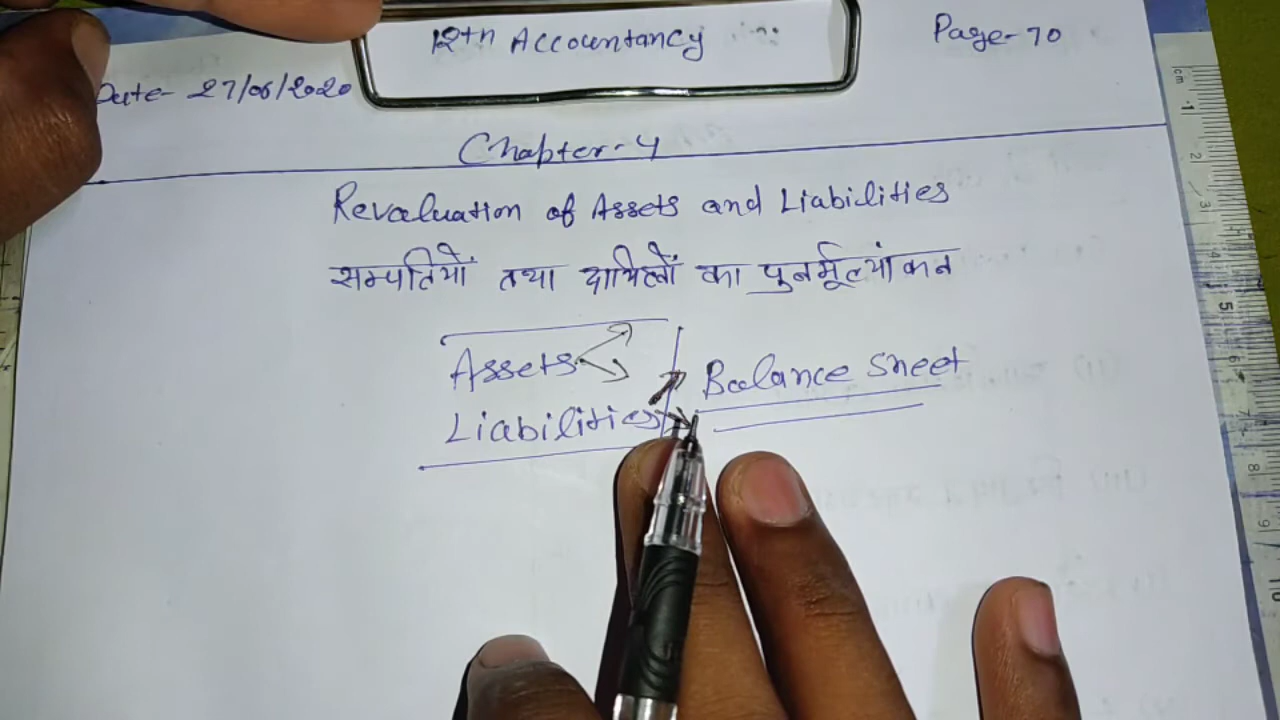 12th Accountancy
Page-70
Date- 27/06/2020
Chapter-4
Revaluation of Assets and Liabilities
सम्पतियों तथा दायित्वों का पुनर्मूल्यांकन
Assets
Balance Sheet
Liabilities